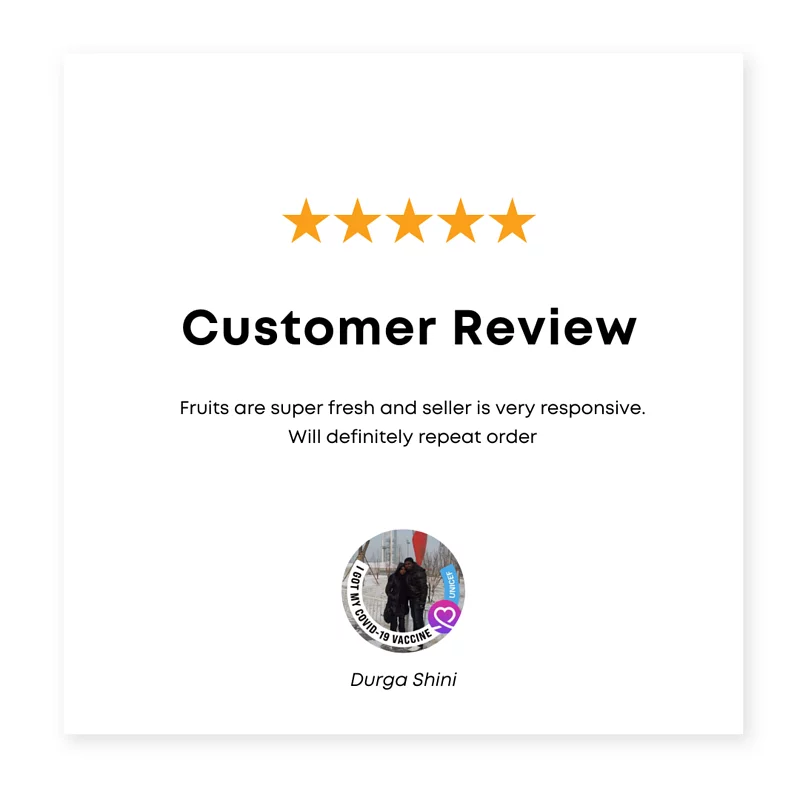 Customer Review
Fruits are super fresh and seller is very responsive.
Will definitely repeat order
I GOT MY COVID-19 VACCINE
UNICEF
Durga Shini